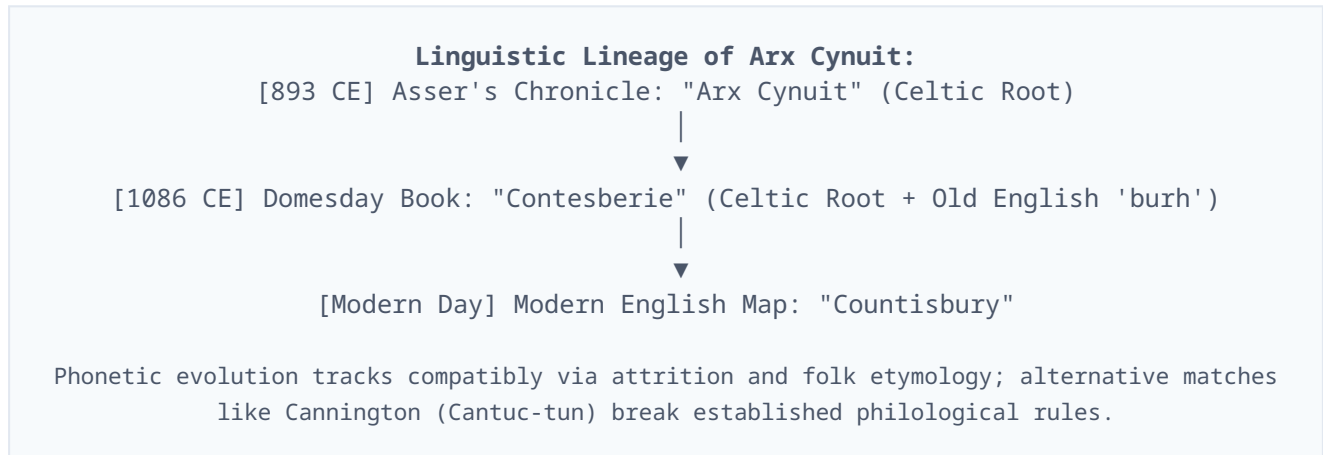 Linguistic Lineage of Arx Cynuit:
[893 CE] Asser's Chronicle: "Arx Cynuit" (Celtic Root)
│
▼
[1086 CE] Domesday Book: "Contesberie" (Celtic Root + Old English 'burh')
│
▼
[Modern Day] Modern English Map: "Countisbury"
Phonetic evolution tracks compatibly via attrition and folk etymology; alternative matches
like Cannington (Cantuc-tun) break established philological rules.